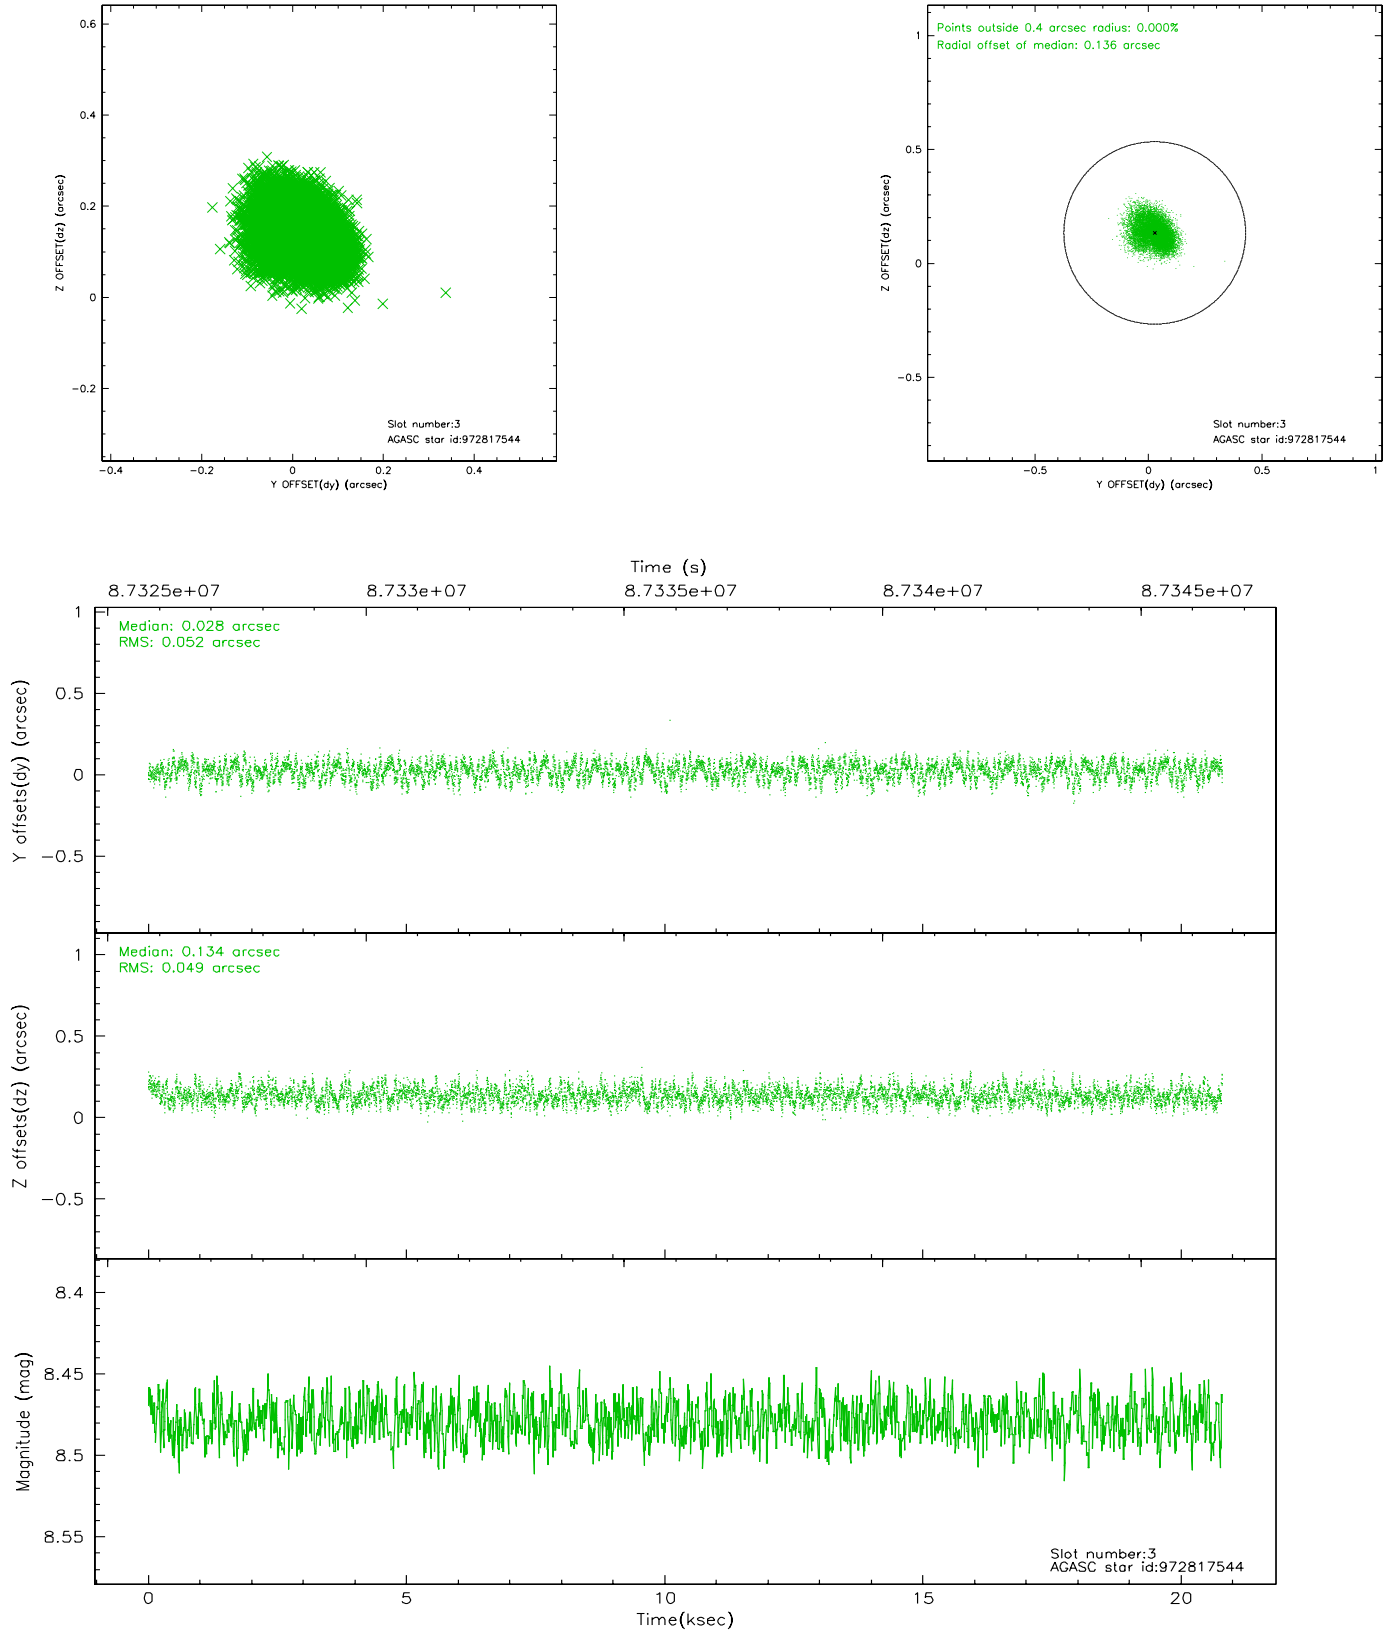 0.6
0.4
0.2
0
−0.2
−0.4
−0.2
0
0.2
0.4
Z OFFSET(dz) (arcsec)
Y OFFSET(dy) (arcsec)
Slot number:3
AGASC star id:972817544
Points outside 0.4 arcsec radius: 0.000%
Radial offset of median: 0.136 arcsec
1
0.5
0
−0.5
−0.5
0
0.5
1
Z OFFSET(dz) (arcsec)
Y OFFSET(dy) (arcsec)
Slot number:3
AGASC star id:972817544
Time (s)
8.7325e+07 8.733e+07 8.7335e+07 8.734e+07 8.7345e+07
Median: 0.028 arcsec
RMS: 0.052 arcsec
1
0.5
0
−0.5
Y offsets(dy) (arcsec)
Median: 0.134 arcsec
RMS: 0.049 arcsec
1
0.5
0
−0.5
Z offsets(dz) (arcsec)
8.4
8.45
8.5
8.55
Magnitude (mag)
Slot number:3
AGASC star id:972817544
0 5 10 15 20
Time(ksec)